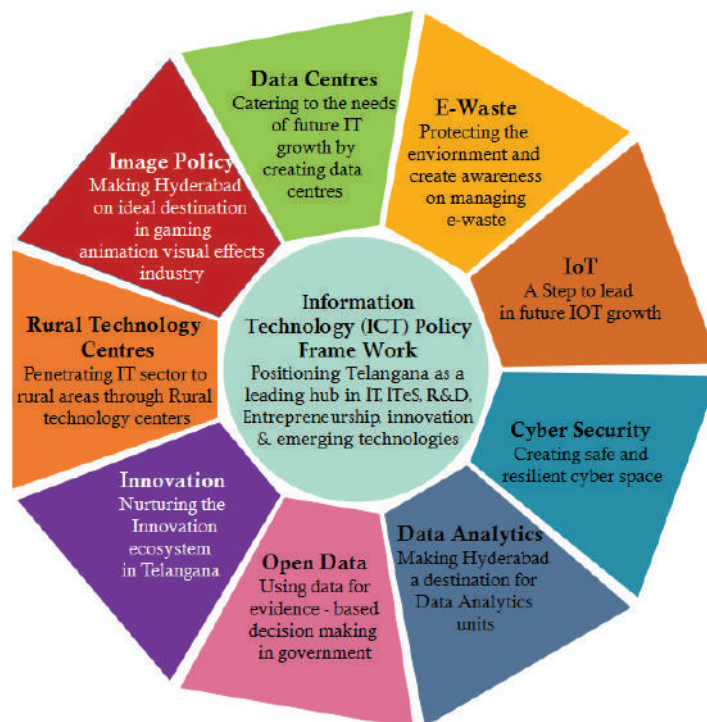 Data Centres
Catering to the needs
of future IT
growth by
creating data
centres
E-Waste
Protecting the
enviornment and
create awareness
on managing
e-waste
IoT
A Step to lead
in future IOT growth
Cyber Security
Creating safe and
resilient cyber space
Data Analytics
Making Hyderabad
a destination for
Data Analytics
units
Open Data
Using data for
evidence - based
decision making
in government
Innovation
Nurturing the
Innovation
ecosystem
in Telangana
Rural Technology
Centres
Penetrating IT sector to
rural areas through Rural
technology centers
Image Policy
Making Hyderabad
on ideal destination
in gaming
animation visual effects
industry
Information
Technology (ICT) Policy
Frame Work
Positioning Telangana as a
leading hub in IT, ITeS, R&D,
Entrepreneurship, innovation
& emerging technologies